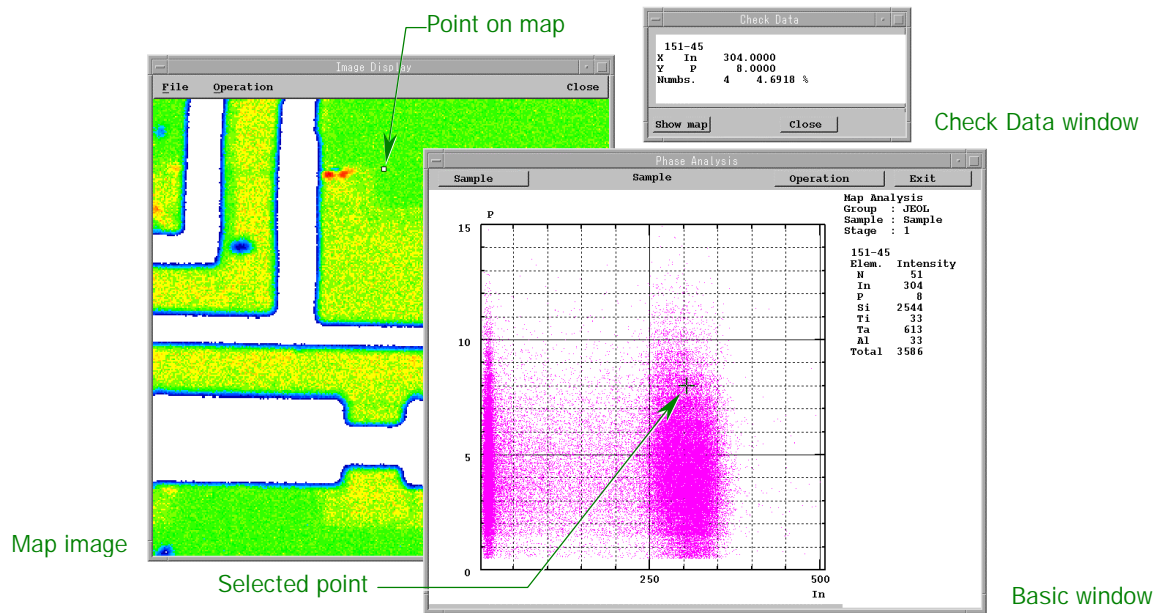 Point on map
Check Data
151-45
X In 304.0000
Y P 8.0000
Numbs. 4 4.6918 %
Show map Close
Check Data window
Image Display
File Operation Close
Phase Analysis
Sample Sample Operation Exit
Map Analysis
Group : JEOL
Sample : Sample
Stage : 1
151-45
Elem. Intensity
N 51
In 304
P 8
Si 2544
Ti 33
Ta 613
Al 33
Total 3586
P
15
10
5
0
250 500
In
Map image
Selected point
Basic window